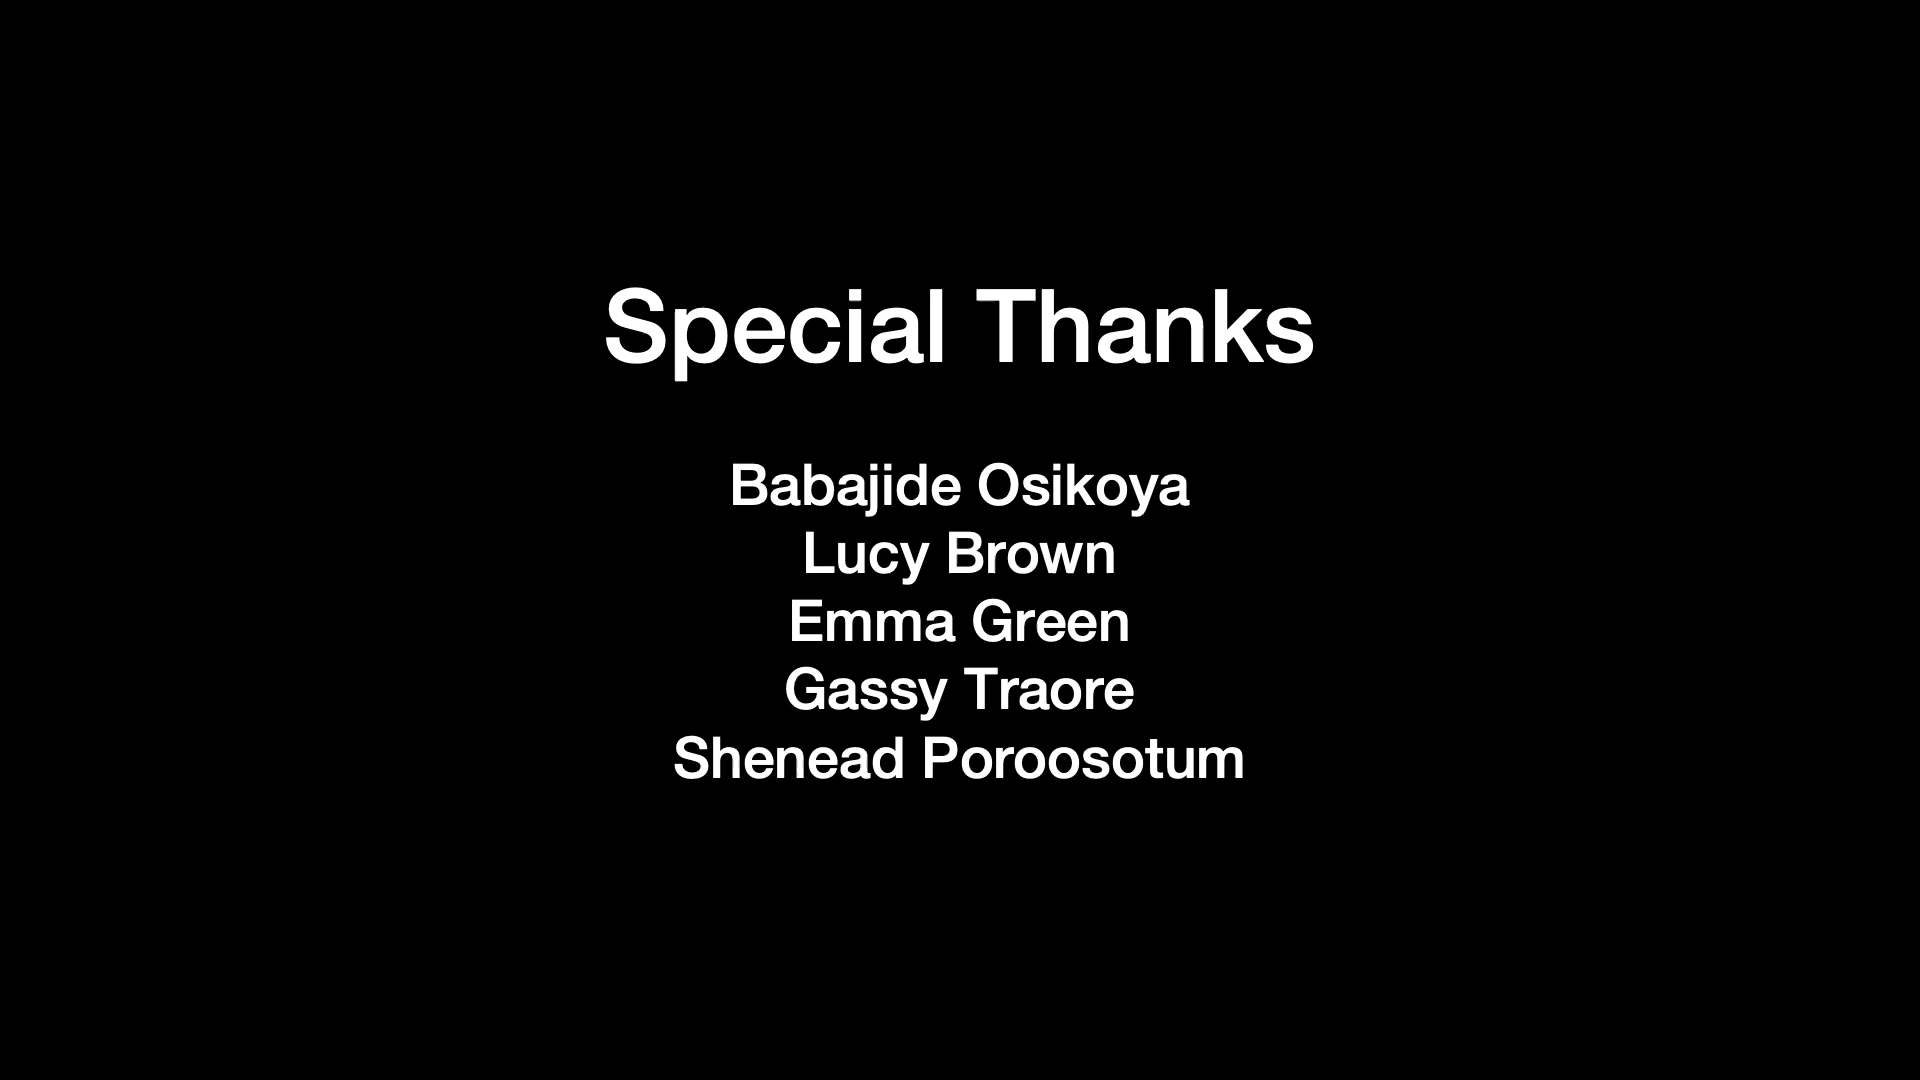 Special Thanks
Babajide Osikoya
Lucy Brown
Emma Green
Gassy Traore
Shenead Poroosotum